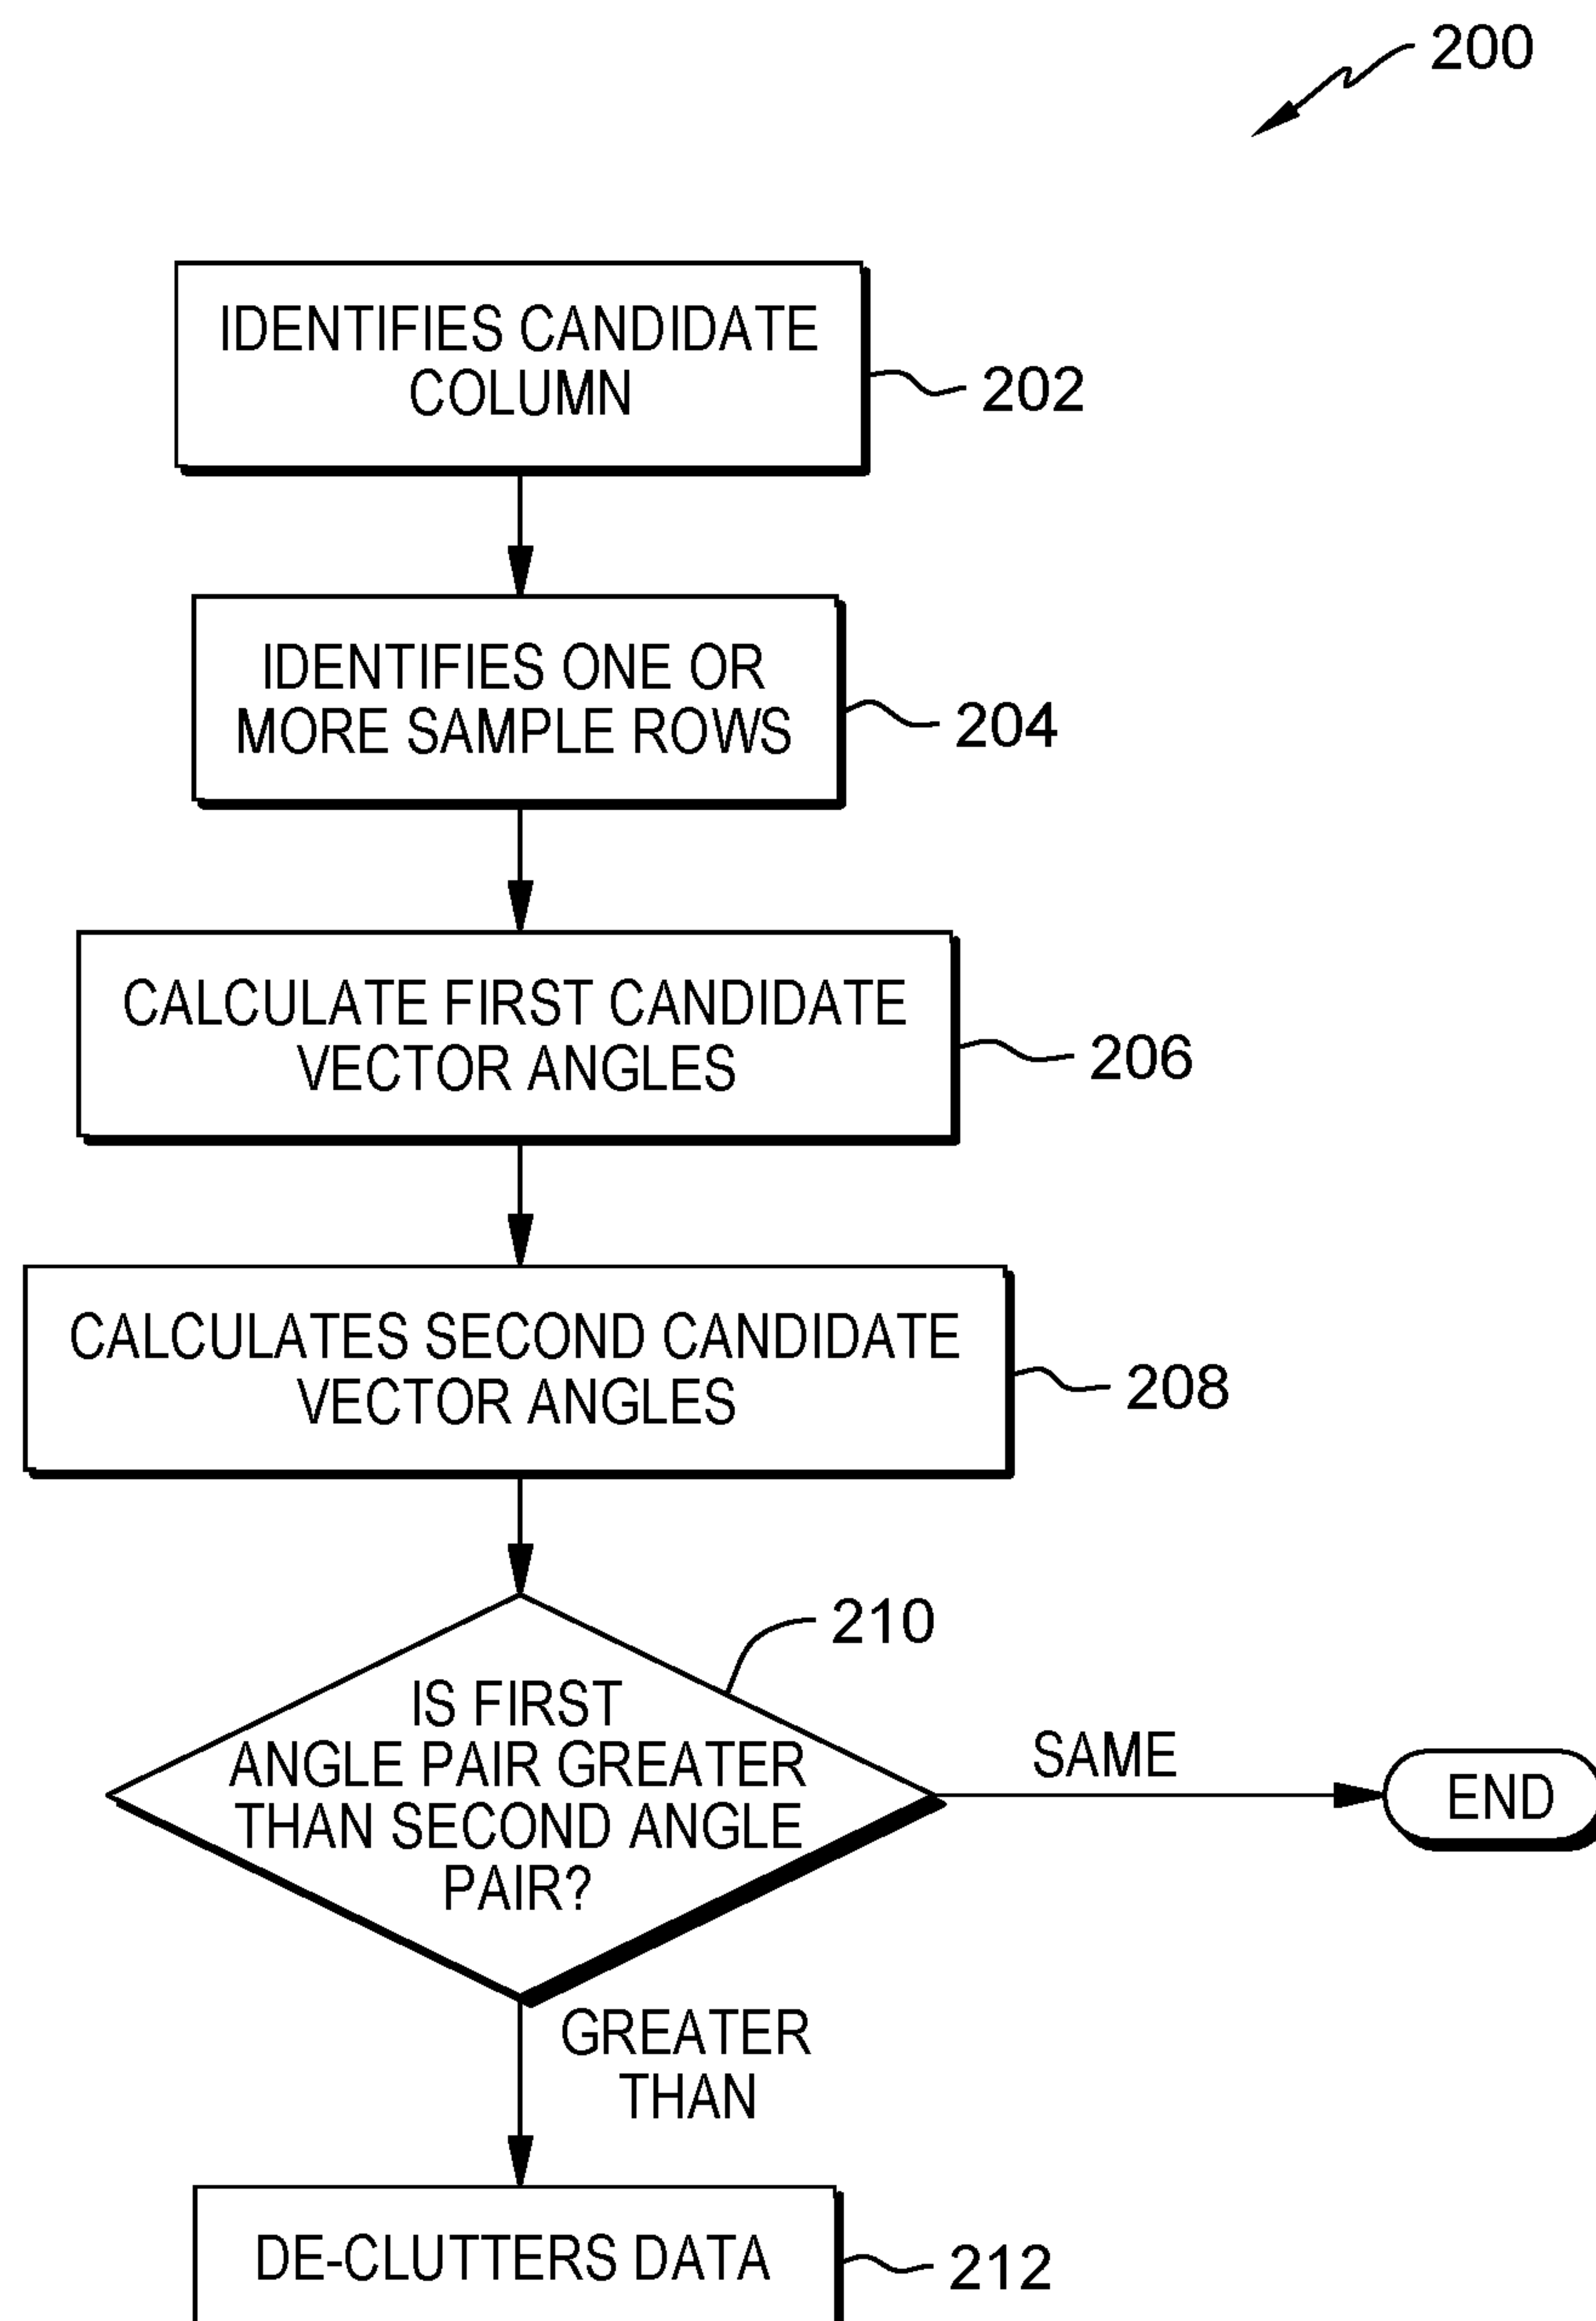 200
IDENTIFIES CANDIDATE
COLUMN
202
IDENTIFIES ONE OR
MORE SAMPLE ROWS
204
CALCULATE FIRST CANDIDATE
VECTOR ANGLES
206
CALCULATES SECOND CANDIDATE
VECTOR ANGLES
208
210
IS FIRST
ANGLE PAIR GREATER
THAN SECOND ANGLE
PAIR?
SAME
END
GREATER
THAN
DE-CLUTTERS DATA
212